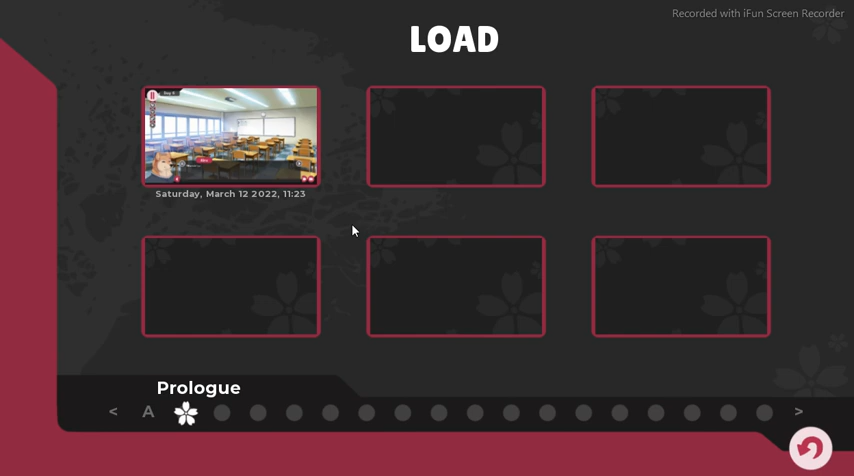 Recorded with iFun Screen Recorder
LOAD
Saturday, March 12 2022, 11:23
Prologue
< A >